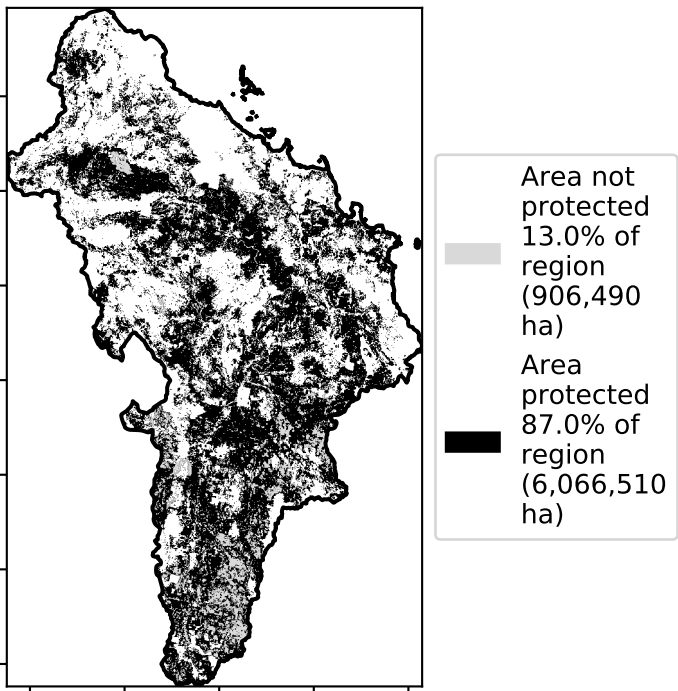 Area not
protected
13.0% of
region
(906,490
ha)
Area
protected
87.0% of
region
(6,066,510
ha)